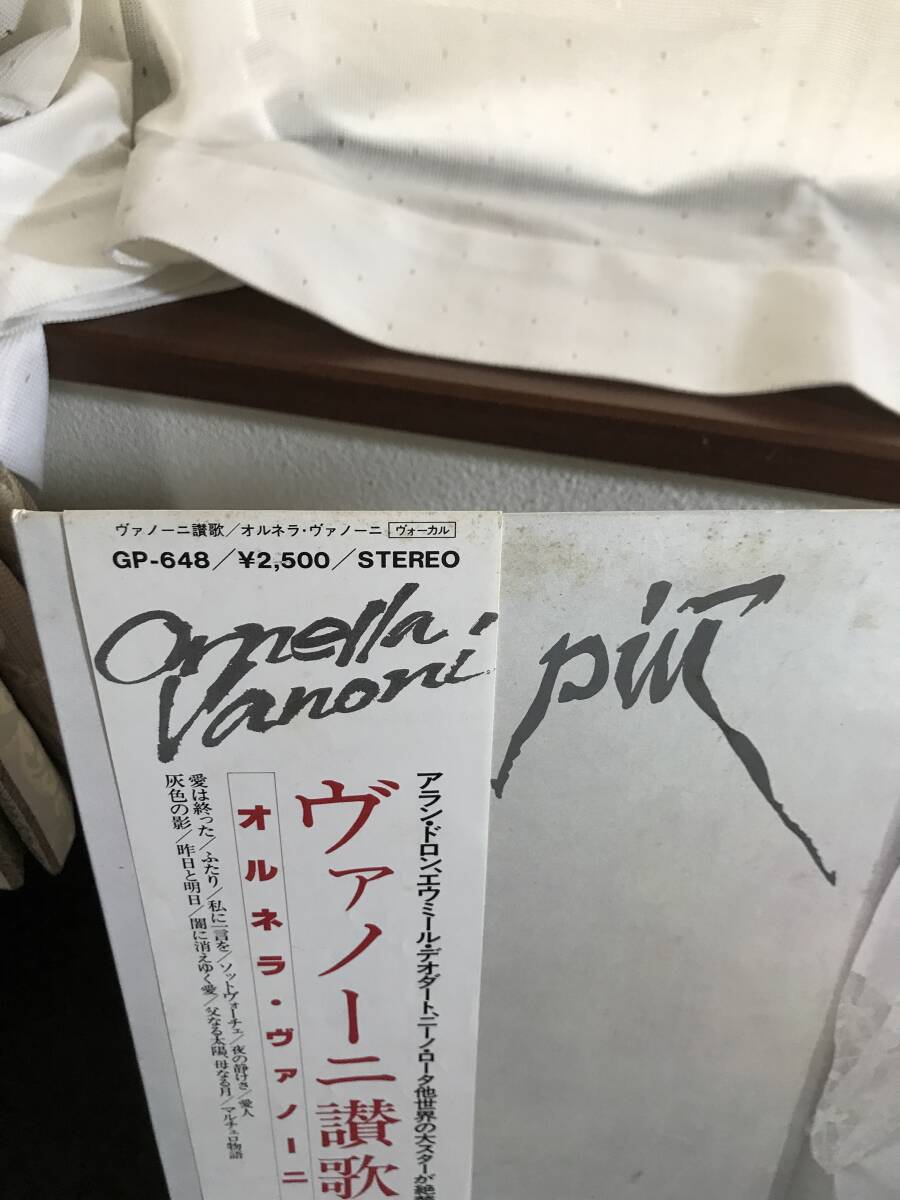 ヴァノーニ讃歌／オルネラ・ヴァノーニ ヴォーカル
GP-648／¥2,500／STEREO
Ornella
Vanoni
più
アラン・ドロン、エウミール・デオダート、ニーノ・ロータ他世界の大スターが絶
ヴァノーニ讃歌
オルネラ・ヴァノーニ
愛は終った／ふたり／私に一言を／ソットヴォーチェ／夜の静けさ／愛人
灰色の影／昨日と明日／闇に消えゆく愛／父なる太陽、母なる月／マルチェロ物語